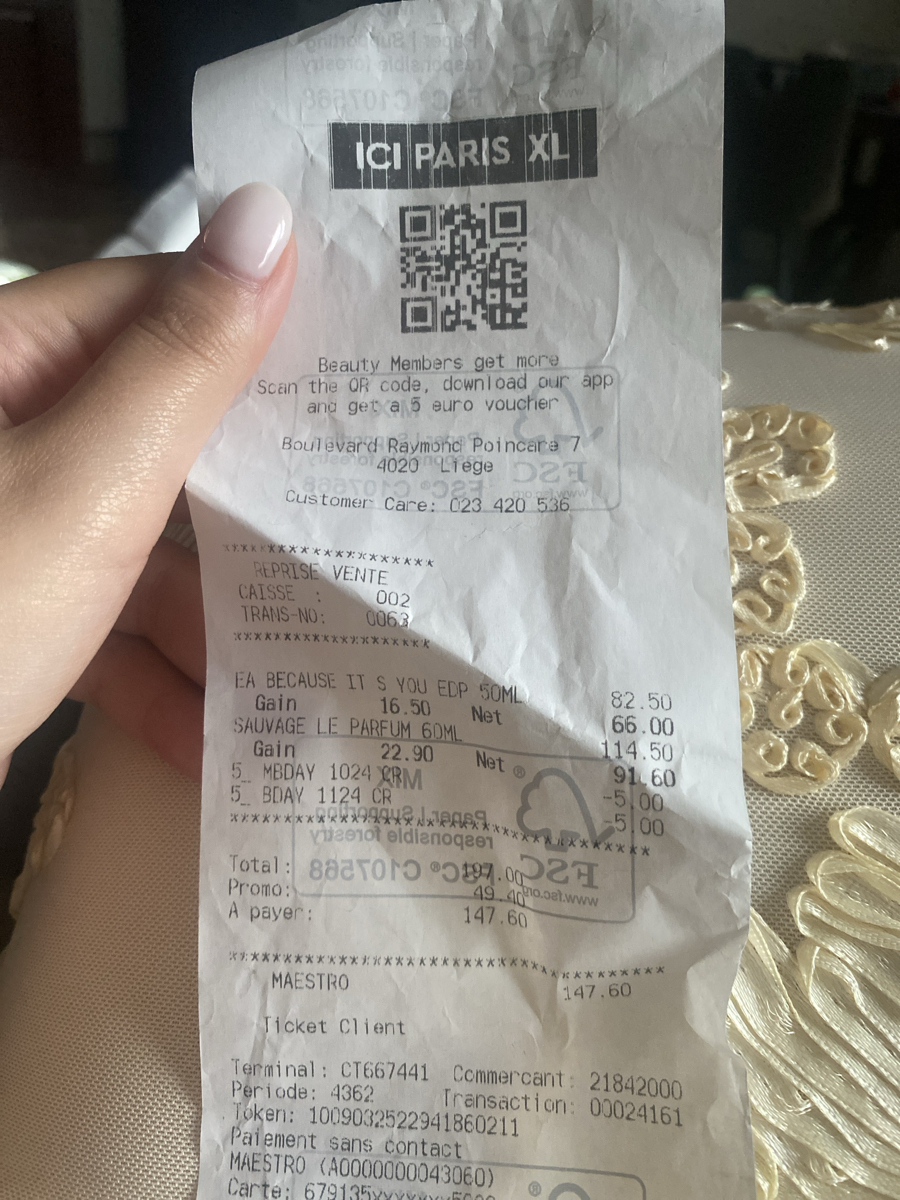 ICI PARIS XL
Beauty Members get more
Scan the QR code, download our app
and get a 5 euro voucher
Boulevard Raymond Poincare 7
4020 Liege
Customer Care: 023 420 536
***********************
REPRISE VENTE
CAISSE : 002
TRANS-NO: 0063
***********************
EA BECAUSE IT S YOU EDP 50ML 82.50
Gain 16.50 Net 66.00
SAUVAGE LE PARFUM 60ML 114.50
Gain 22.90 Net 91.60
5_ MBDAY 1024 CR -5.00
5_ BDAY 1124 CR -5.00
******************************************
Total: 197.00
Promo: 49.40
A payer: 147.60
******************************************
MAESTRO 147.60
Ticket Client
Terminal: CT667441 Commercant: 21842000
Periode: 4362 Transaction: 00024161
Token: 10090325229418602​11
Paiement sans contact
MAESTRO (A0000000043060)
Carte: